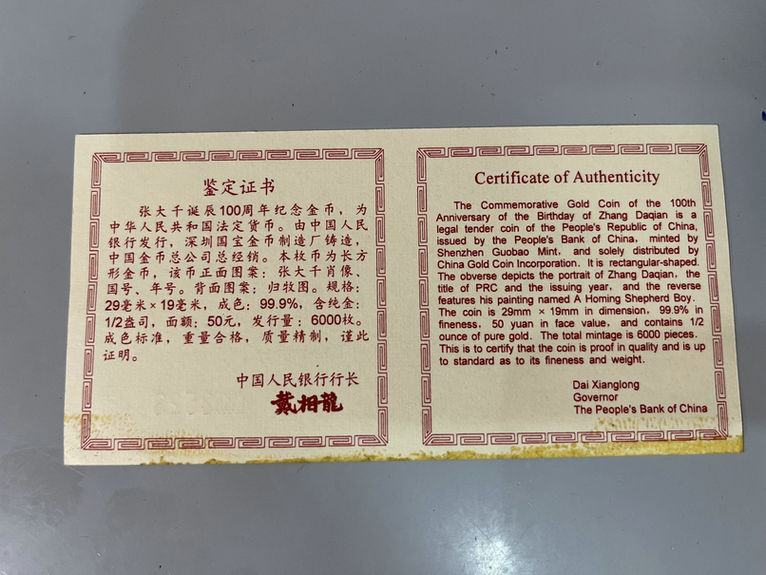 鉴定证书
张大千诞辰100周年纪念金币，为
中华人民共和国法定货币。由中国人民
银行发行，深圳国宝金币制造厂铸造，
中国金币总公司总经销。本枚币为长方
形金币，该币正面图案：张大千肖像、
国号、年号。背面图案：归牧图。规格：
29毫米×19毫米，成色：99.9%，含纯金：
1/2盎司，面额：50元，发行量：6000枚。
成色标准，重量合格，质量精制，谨此
证明。
中国人民银行行长
戴相龍
Certificate of Authenticity
The Commemorative Gold Coin of the 100th
Anniversary of the Birthday of Zhang Daqian is a
legal tender coin of the People's Republic of China,
issued by the People's Bank of China, minted by
Shenzhen Guobao Mint, and solely distributed by
China Gold Coin Incorporation. It is rectangular-shaped.
The obverse depicts the portrait of Zhang Daqian, the
title of PRC and the issuing year, and the reverse
features his painting named A Homing Shepherd Boy.
The coin is 29mm × 19mm in dimension, 99.9% in
fineness, 50 yuan in face value, and contains 1/2
ounce of pure gold. The total mintage is 6000 pieces.
This is to certify that the coin is proof in quality and is up
to standard as to its fineness and weight.
Dai Xianglong
Governor
The People's Bank of China